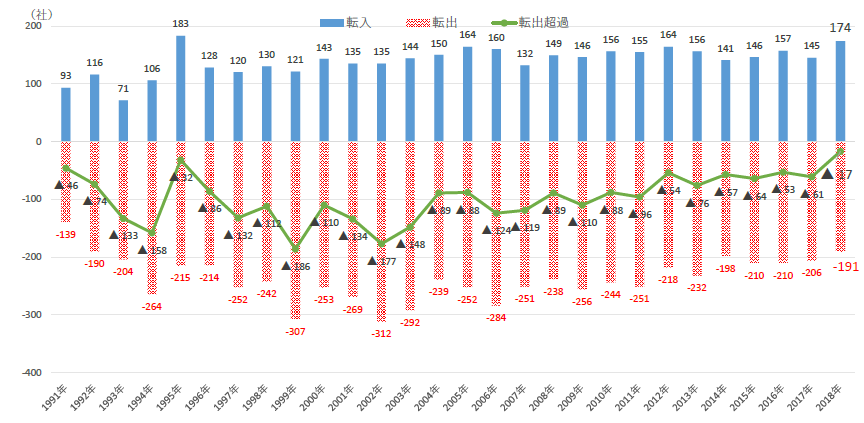 （社）
転入 転出 転出超過
200
100
0
-100
-200
-300
-400
93 116 71 106 183 128 120 130 121 143 135 135 144 150 164 160 132 149 146 156 155 164 156 141 146 157 145 174
▲46 ▲74 ▲133 ▲158 ▲32 ▲86 ▲132 ▲112 ▲186 ▲110 ▲134 ▲177 ▲148 ▲89 ▲88 ▲124 ▲119 ▲89 ▲110 ▲88 ▲96 ▲54 ▲76 ▲57 ▲64 ▲53 ▲61 ▲17
-139 -190 -204 -264 -215 -214 -252 -242 -307 -253 -269 -312 -292 -239 -252 -284 -251 -238 -256 -244 -251 -218 -232 -198 -210 -210 -206 -191
1991年 1992年 1993年 1994年 1995年 1996年 1997年 1998年 1999年 2000年 2001年 2002年 2003年 2004年 2005年 2006年 2007年 2008年 2009年 2010年 2011年 2012年 2013年 2014年 2015年 2016年 2017年 2018年